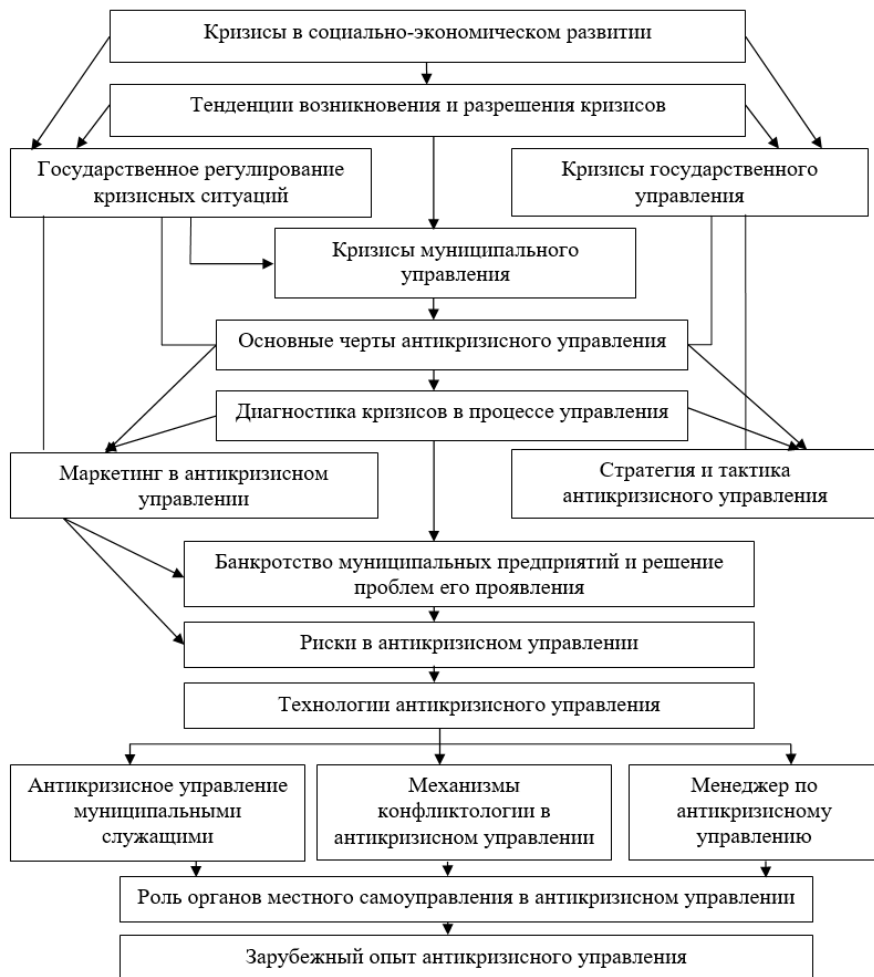 Кризисы в социально-экономическом развитии
Тенденции возникновения и разрешения кризисов
Государственное регулирование
кризисных ситуаций
Кризисы государственного
управления
Кризисы муниципального
управления
Основные черты антикризисного управления
Диагностика кризисов в процессе управления
Маркетинг в антикризисном
управлении
Стратегия и тактика
антикризисного управления
Банкротство муниципальных предприятий и решение
проблем его проявления
Риски в антикризисном управлении
Технологии антикризисного управления
Антикризисное управление
муниципальными
служащими
Механизмы
конфликтологии в
антикризисном управлении
Менеджер по
антикризисному
управлению
Роль органов местного самоуправления в антикризисном управлении
Зарубежный опыт антикризисного управления